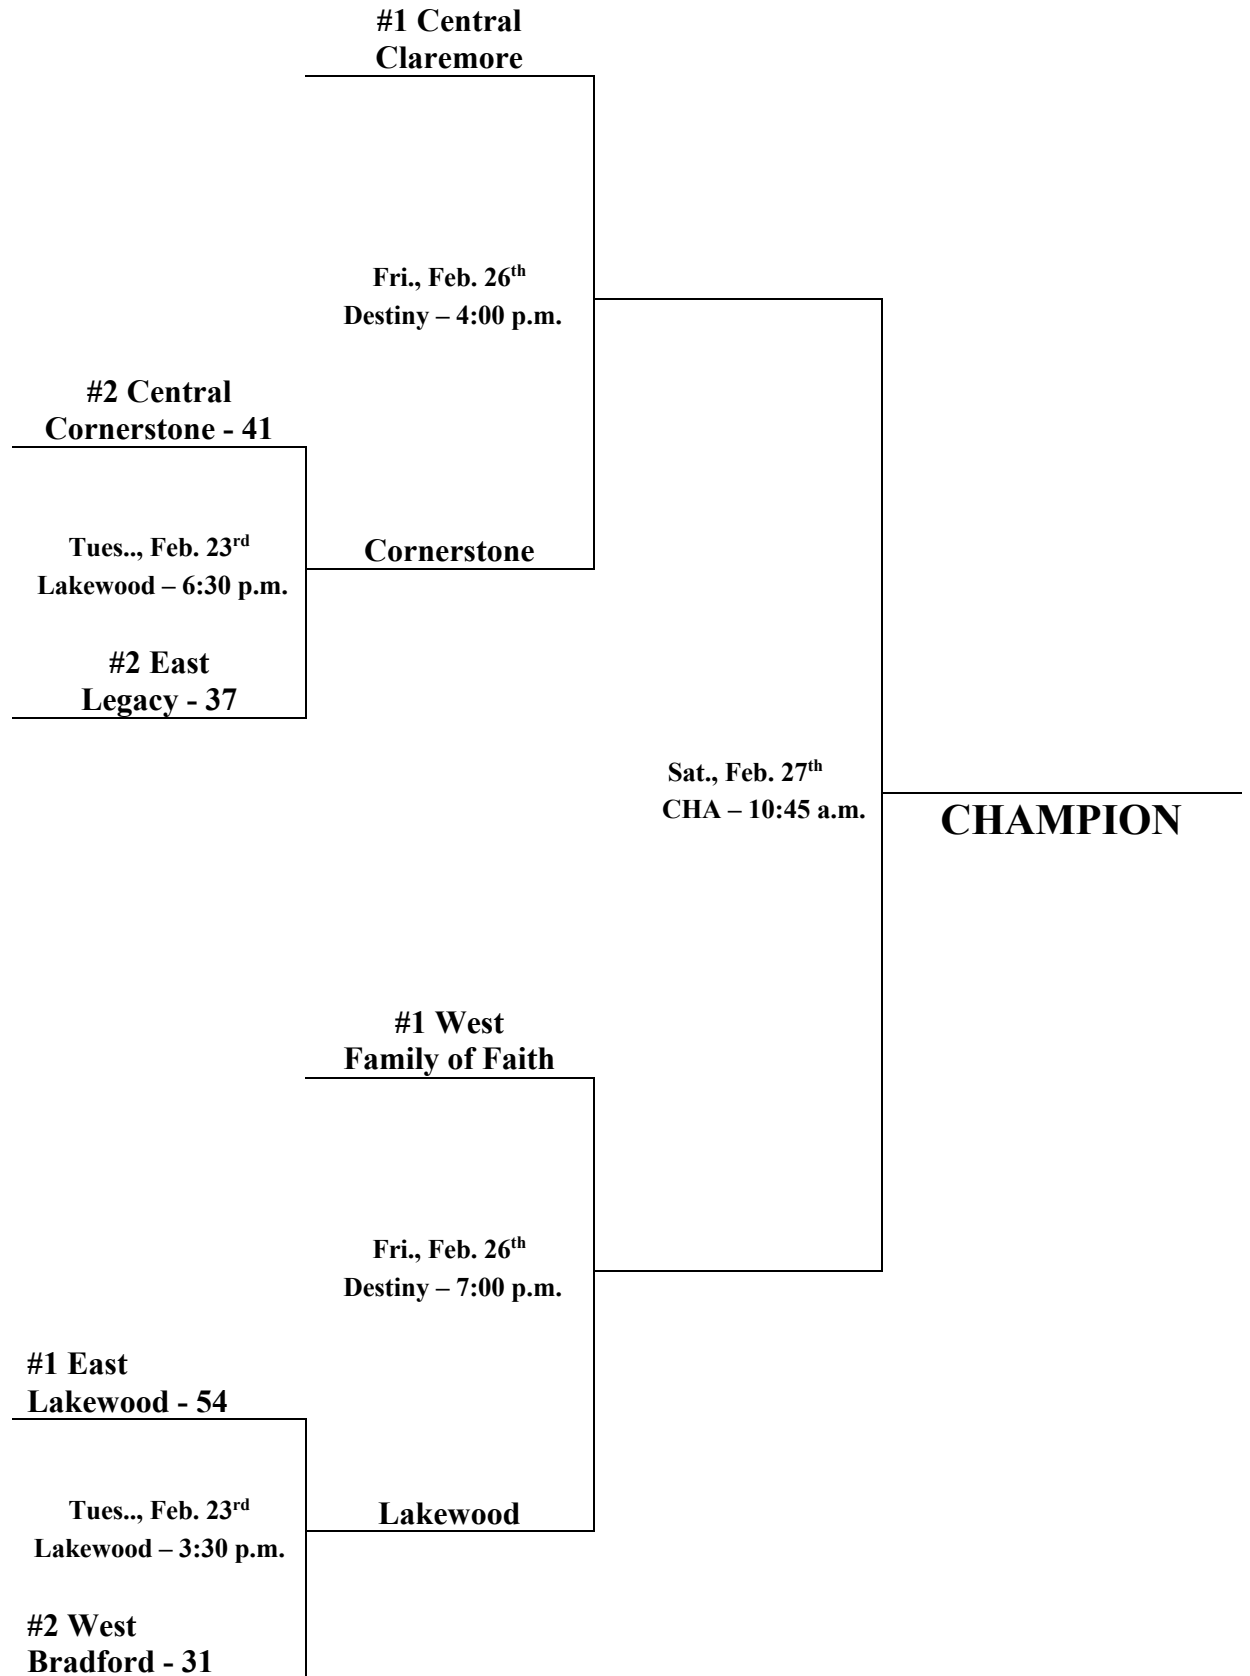 #1 Central
Claremore
Fri., Feb. 26th
Destiny – 4:00 p.m.
#2 Central
Cornerstone - 41
Tues.., Feb. 23rd
Lakewood – 6:30 p.m.
Cornerstone
#2 East
Legacy - 37
Sat., Feb. 27th
CHA – 10:45 a.m.
CHAMPION
#1 West
Family of Faith
Fri., Feb. 26th
Destiny – 7:00 p.m.
#1 East
Lakewood - 54
Tues.., Feb. 23rd
Lakewood – 3:30 p.m.
Lakewood
#2 West
Bradford - 31